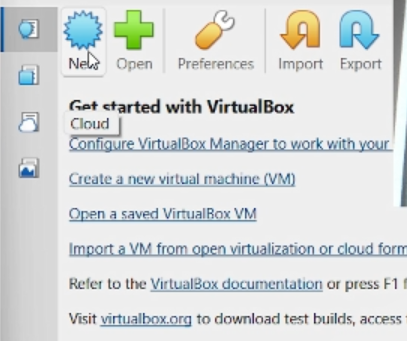 New Open Preferences Import Export
Get started with VirtualBox
Cloud
Configure VirtualBox Manager to work with your
Create a new virtual machine (VM)
Open a saved VirtualBox VM
Import a VM from open virtualization or cloud form
Refer to the VirtualBox documentation or press F1 f
Visit virtualbox.org to download test builds, access